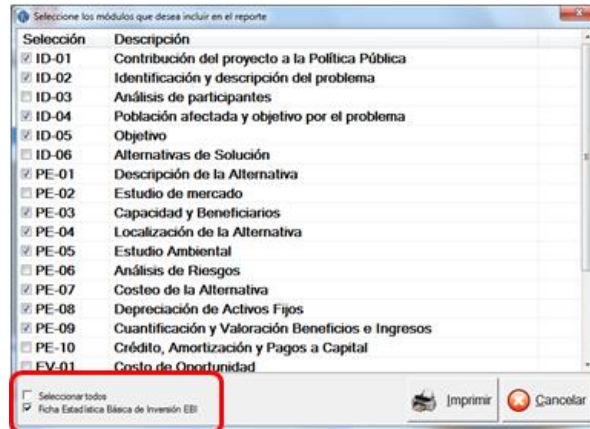 Seleccione los módulos que desea incluir en el reporte
Selección Descripción
ID-01 Contribución del proyecto a la Política Pública
ID-02 Identificación y descripción del problema
ID-03 Análisis de participantes
ID-04 Población afectada y objetivo por el problema
ID-05 Objetivo
ID-06 Alternativas de Solución
PE-01 Descripción de la Alternativa
PE-02 Estudio de mercado
PE-03 Capacidad y Beneficiarios
PE-04 Localización de la Alternativa
PE-05 Estudio Ambiental
PE-06 Análisis de Riesgos
PE-07 Costeo de la Alternativa
PE-08 Depreciación de Activos Fijos
PE-09 Cuantificación y Valoración Beneficios e Ingresos
PE-10 Crédito, Amortización y Pagos a Capital
EV-01 Costo de Oportunidad
Seleccionar todos
Ficha Estadística Básica de Inversión EBI
Imprimir Cancelar